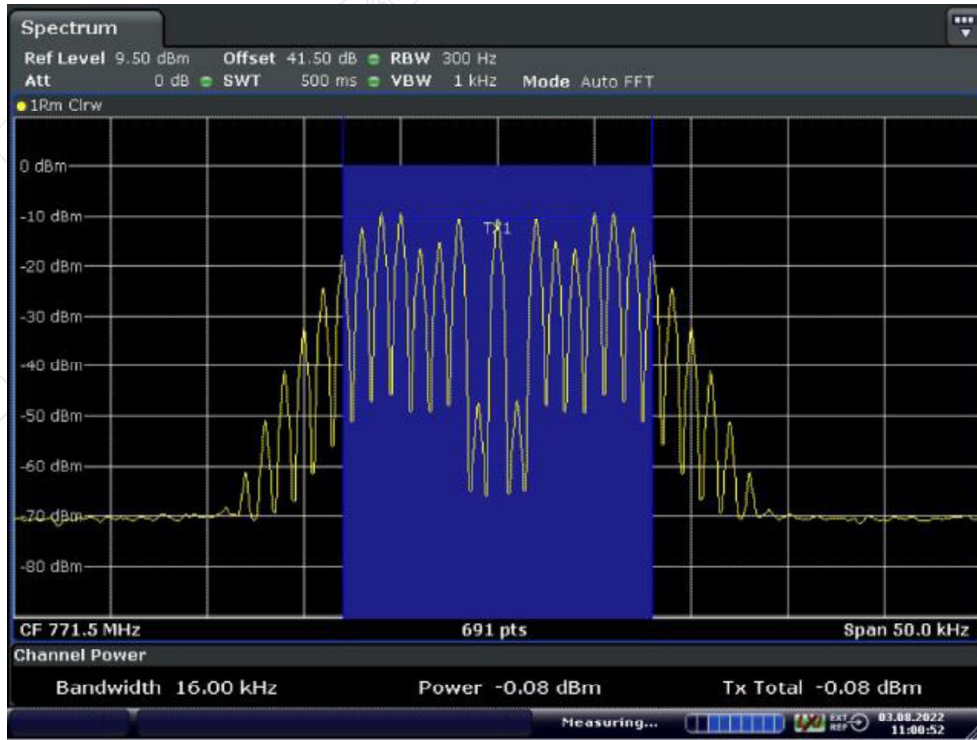 Spectrum
Ref Level 9.50 dBm Offset 41.50 dB RBW 300 Hz
Att 0 dB SWT 500 ms VBW 1 kHz Mode Auto FFT
1Rm Clrw
0 dBm
-10 dBm
TX1
-20 dBm
-30 dBm
-40 dBm
-50 dBm
-60 dBm
-70 dBm
-80 dBm
CF 771.5 MHz 691 pts Span 50.0 kHz
Channel Power
Bandwidth 16.00 kHz Power -0.08 dBm Tx Total -0.08 dBm
Measuring... LXI EXT REF 03.08.2022
11:00:52